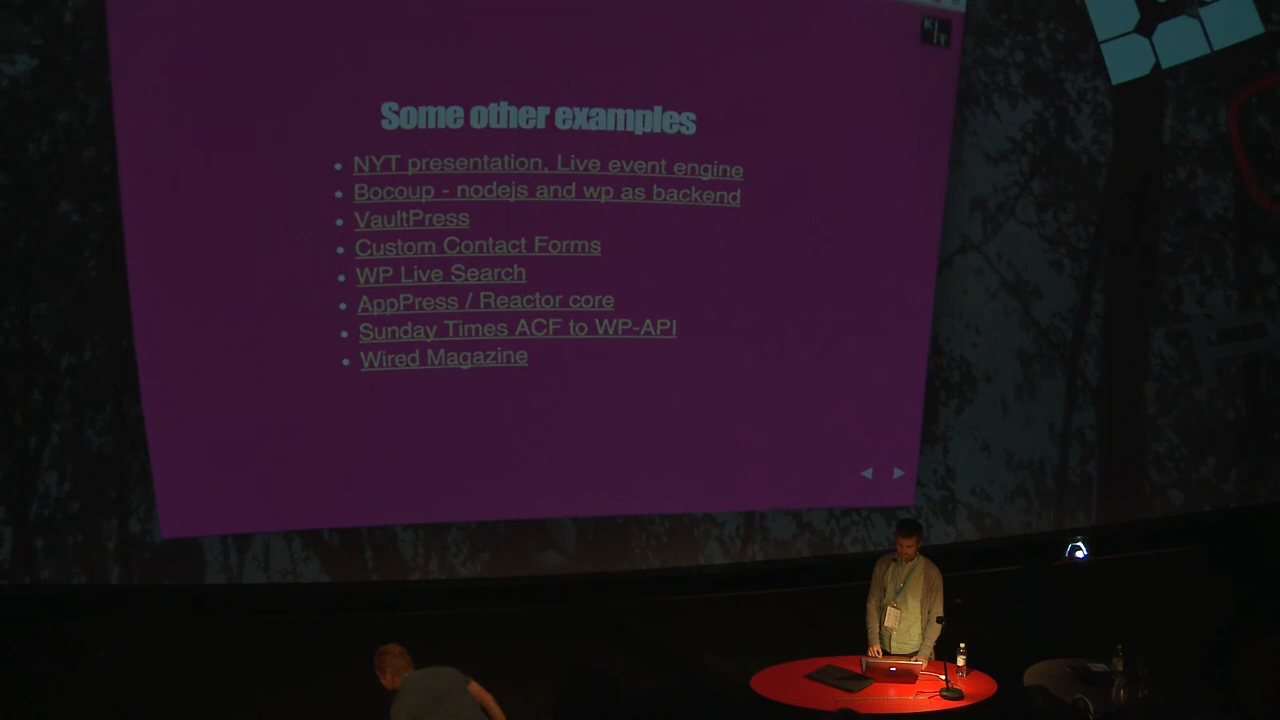 K T
Some other examples
NYT presentation, Live event engine
Bocoup - nodejs and wp as backend
VaultPress
Custom Contact Forms
WP Live Search
AppPress / Reactor core
Sunday Times ACF to WP-API
Wired Magazine